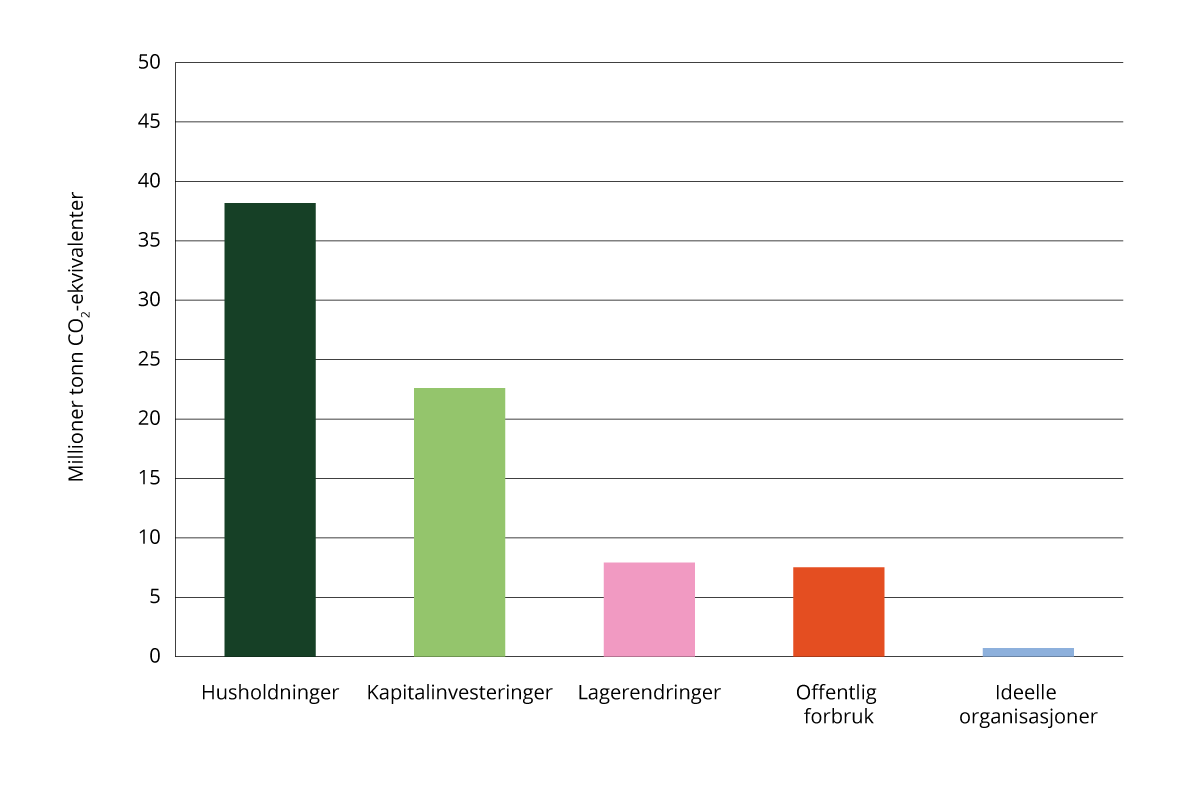 Millioner tonn CO₂-ekvivalenter
50
45
40
35
30
25
20
15
10
5
0
Husholdninger
Kapitalinvesteringer
Lagerendringer
Offentlig
forbruk
Ideelle
organisasjoner